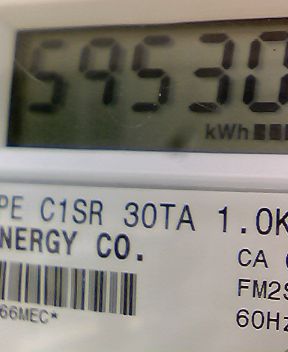 59530
kWh
PE C1SR 30TA 1.0K
NERGY CO.
CA
FM2S
66MEC*
60Hz